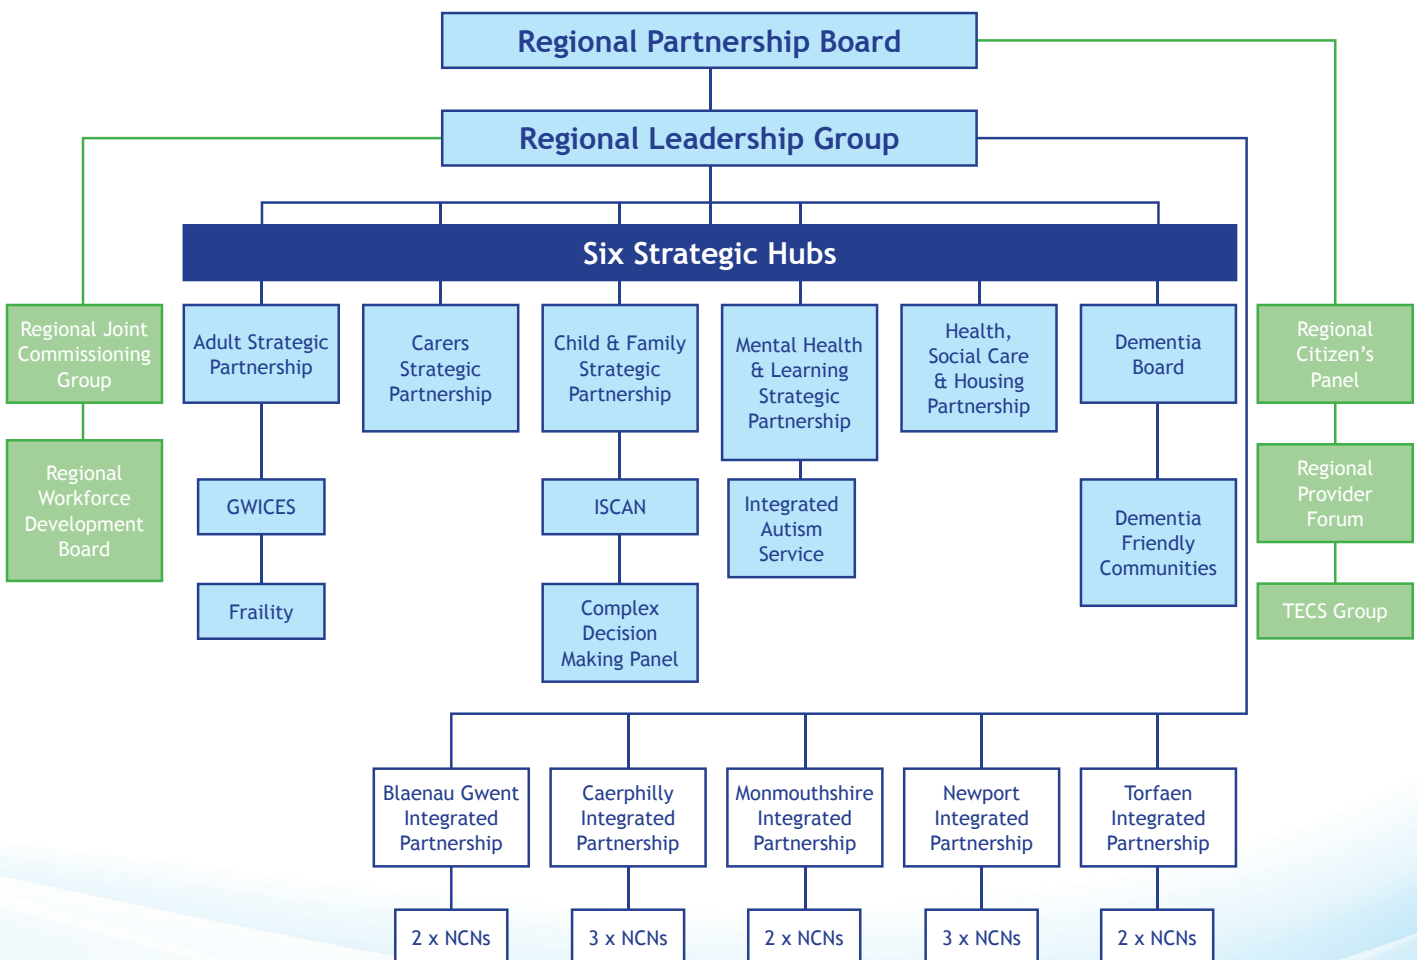 Regional Partnership Board
Regional Leadership Group
Six Strategic Hubs
Regional Joint
Commissioning
Group
Regional
Workforce
Development
Board
Adult Strategic
Partnership
GWICES
Fraility
Carers
Strategic
Partnership
Child & Family
Strategic
Partnership
ISCAN
Complex
Decision
Making Panel
Mental Health
& Learning
Strategic
Partnership
Integrated
Autism
Service
Health,
Social Care
& Housing
Partnership
Dementia
Board
Dementia
Friendly
Communities
Regional
Citizen’s
Panel
Regional
Provider
Forum
TECS Group
Blaenau Gwent
Integrated
Partnership
2 x NCNs
Caerphilly
Integrated
Partnership
3 x NCNs
Monmouthshire
Integrated
Partnership
2 x NCNs
Newport
Integrated
Partnership
3 x NCNs
Torfaen
Integrated
Partnership
2 x NCNs